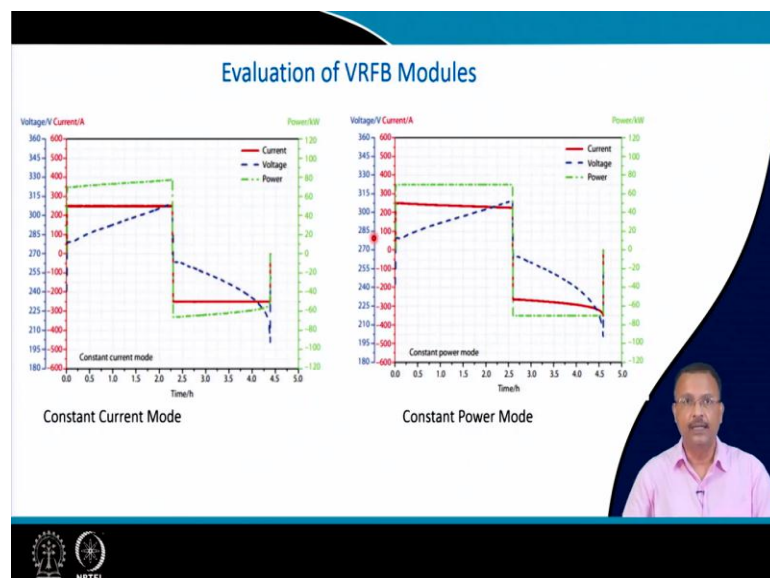 Evaluation of VRFB Modules
Voltage/V Current/A Power/kW
360 600 120
345 500 100
330 400 80
315 300 60
300 200 40
285 100 20
270 0 0
255 -100 -20
240 -200 -40
225 -300 -60
210 -400 -80
195 -500 -100
180 -600 -120
Current
Voltage
Power
Constant current mode
0.0 0.5 1.0 1.5 2.0 2.5 3.0 3.5 4.0 4.5 5.0
Time/h
Constant Current Mode
Voltage/V Current/A Power/kW
360 600 120
345 500 100
330 400 80
315 300 60
300 200 40
285 100 20
270 0 0
255 -100 -20
240 -200 -40
225 -300 -60
210 -400 -80
195 -500 -100
180 -600 -120
Current
Voltage
Power
Constant power mode
0.0 0.5 1.0 1.5 2.0 2.5 3.0 3.5 4.0 4.5 5.0
Time/h
Constant Power Mode
NPTEL